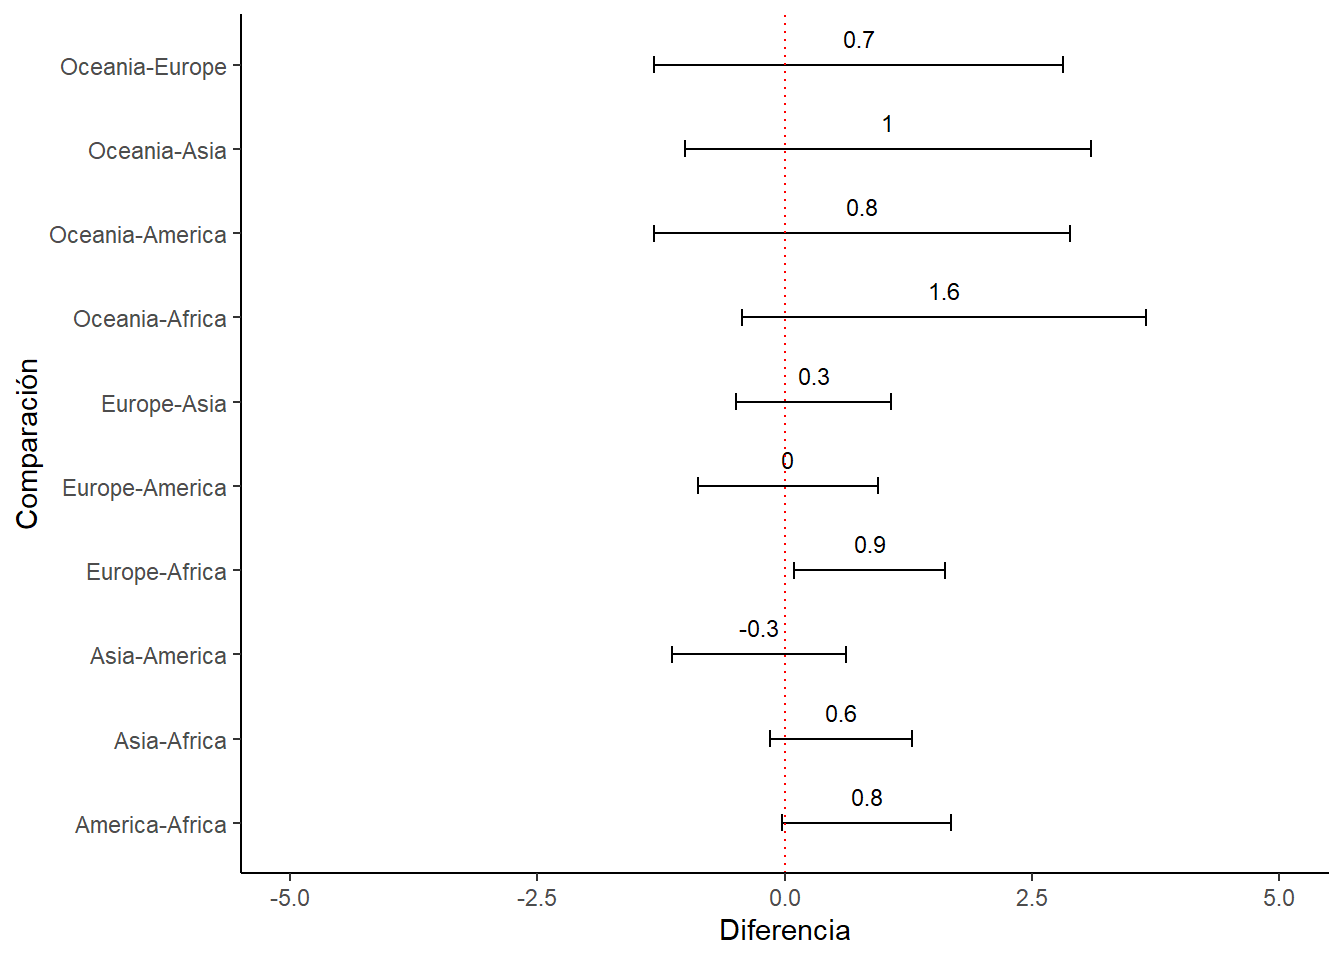 0.7
Oceania-Europe
1
Oceania-Asia
0.8
Oceania-America
1.6
Oceania-Africa
0.3
Europe-Asia
0
Europe-America
0.9
Europe-Africa
-0.3
Asia-America
0.6
Asia-Africa
0.8
America-Africa
Comparación
-5.0 -2.5 0.0 2.5 5.0
Diferencia